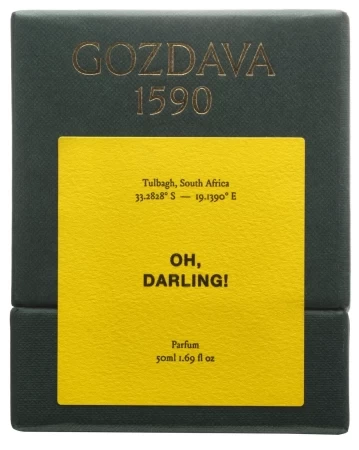 GOZDAVA
1590
Tulbagh, South Africa
33.2828° S — 19.1390° E
OH,
DARLING!
Parfum
50ml 1.69 fl oz